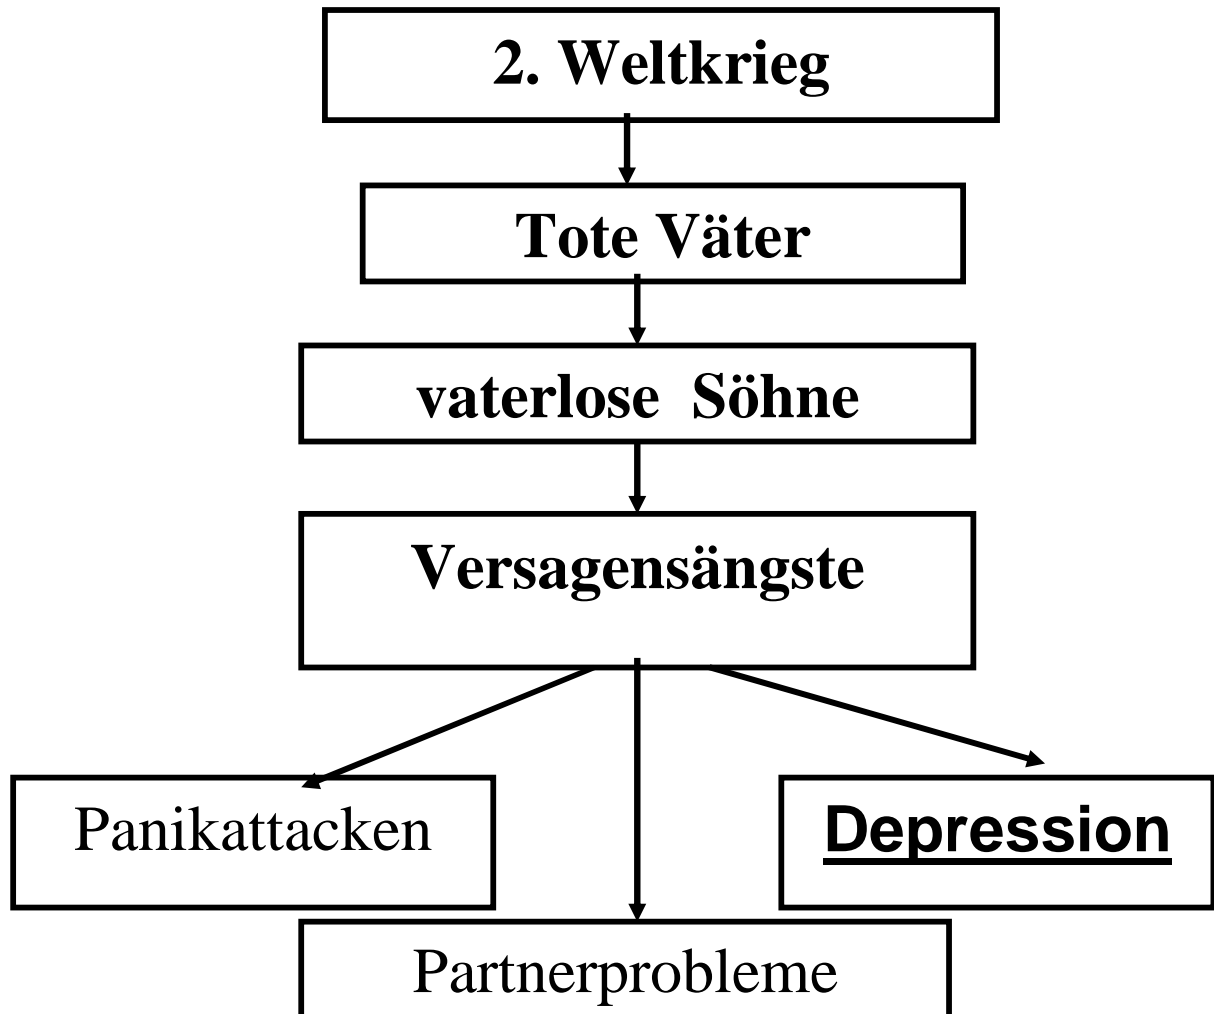 2. Weltkrieg
Tote Väter
vaterlose Söhne
Versagensängste
Panikattacken
Depression
Partnerprobleme